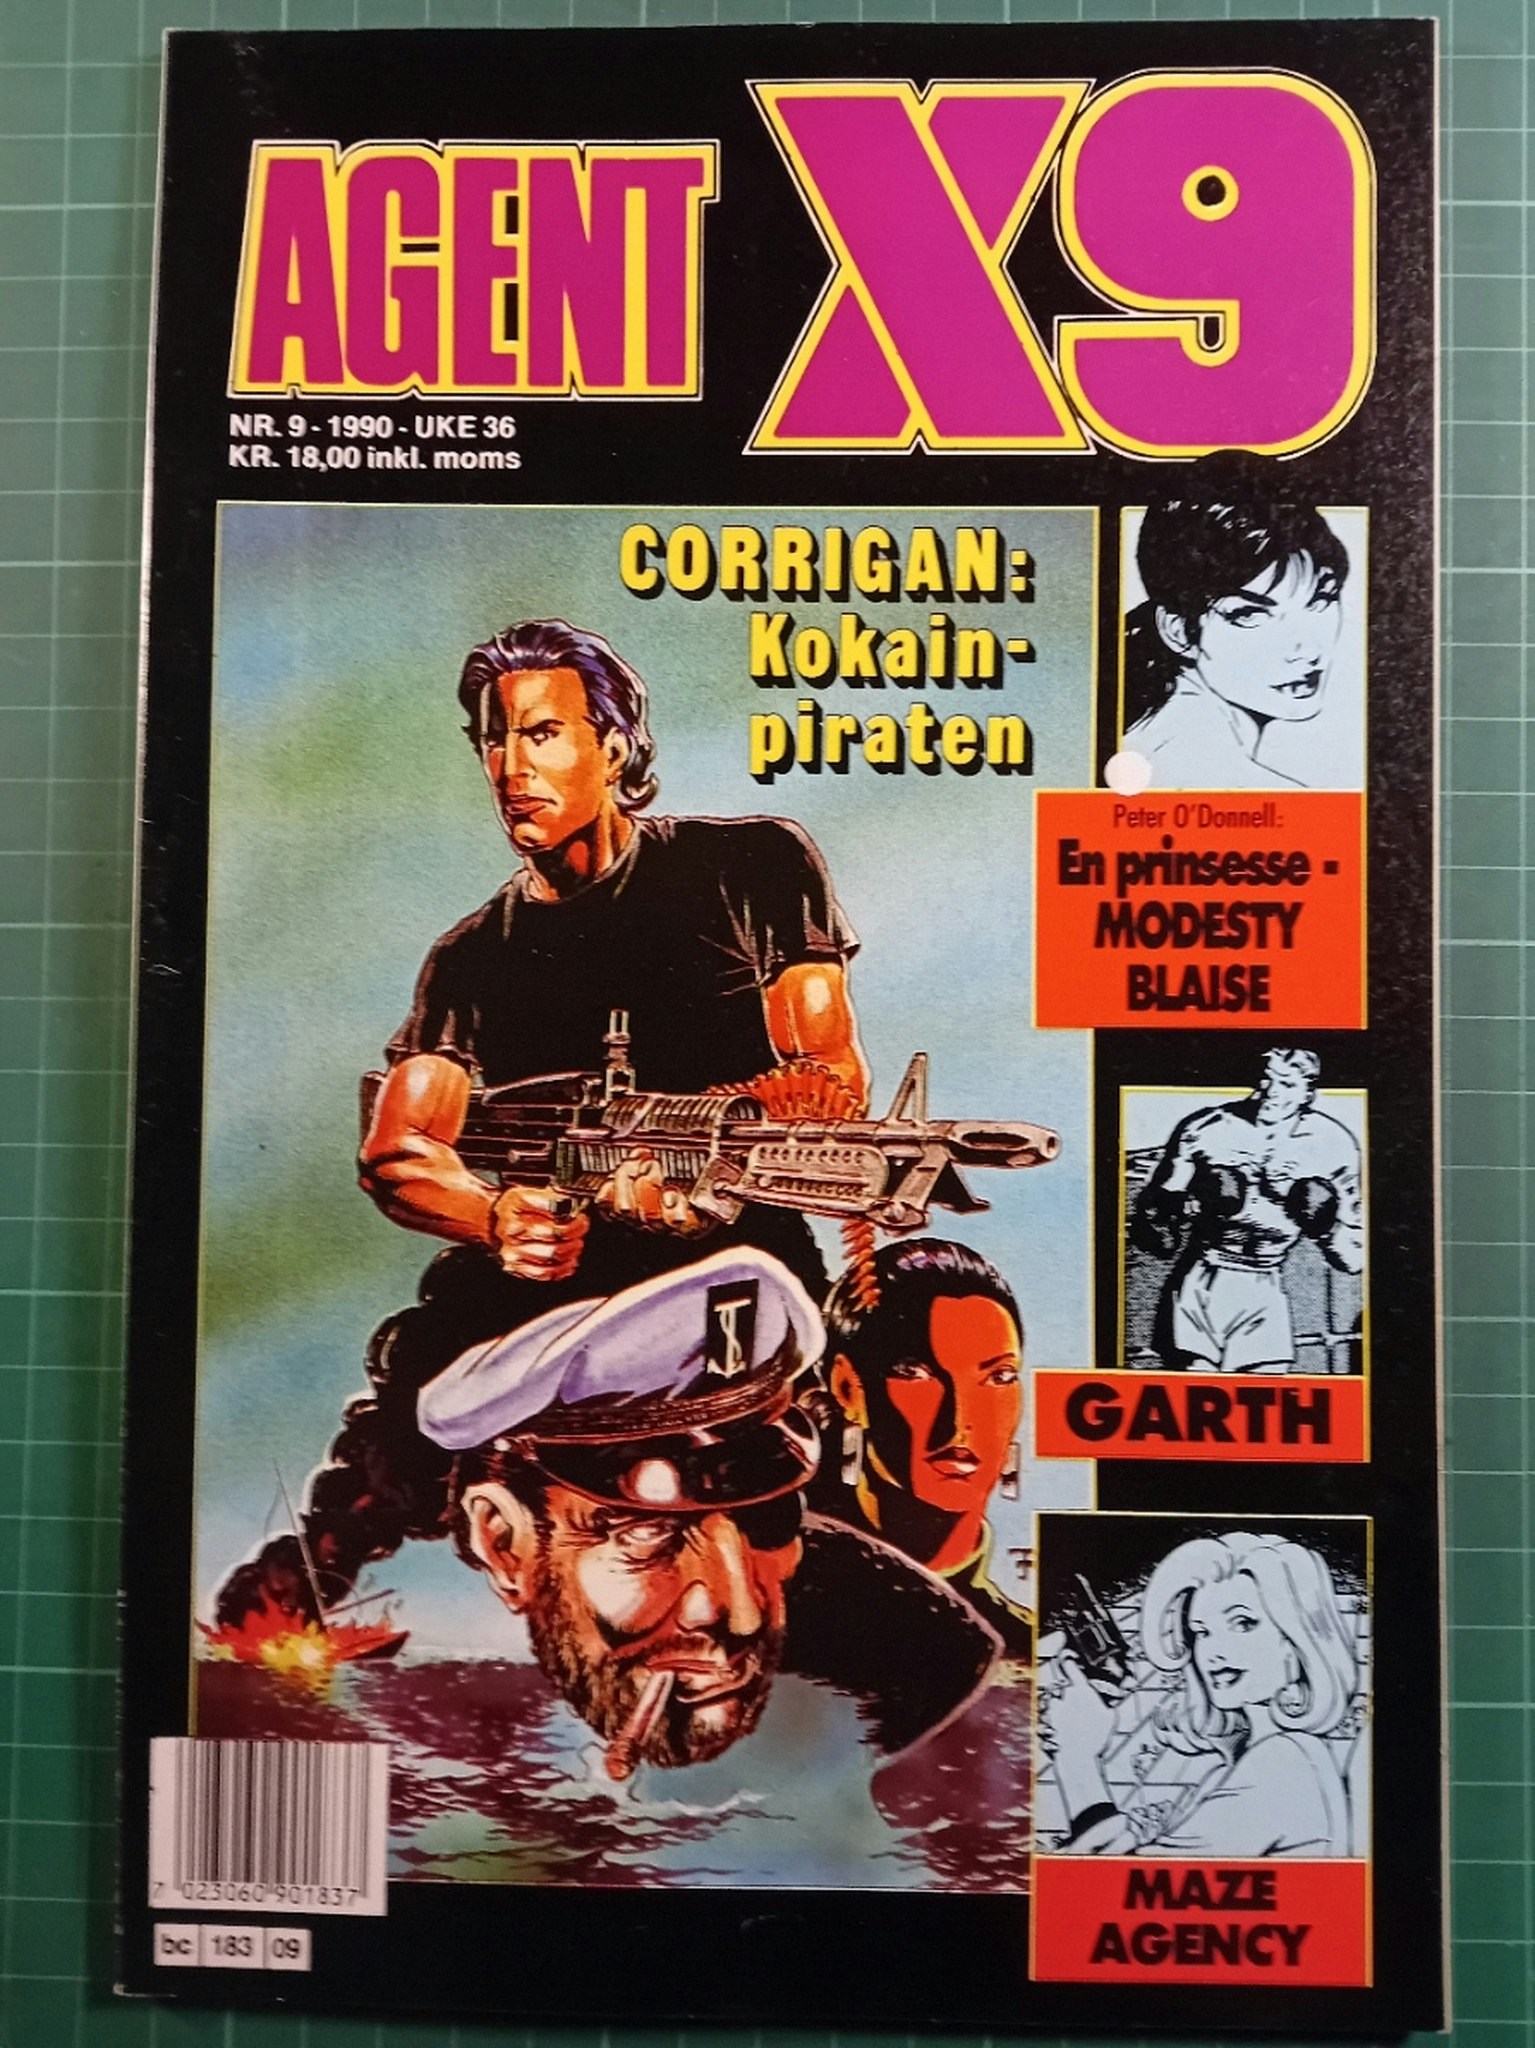 AGENT X9
NR. 9 - 1990 - UKE 36
KR. 18,00 inkl. moms
CORRIGAN:
Kokain-
piraten
Peter O'Donnell:
En prinsesse -
MODESTY
BLAISE
GARTH
MAZE
AGENCY
7 023060 901837
bc 183 09